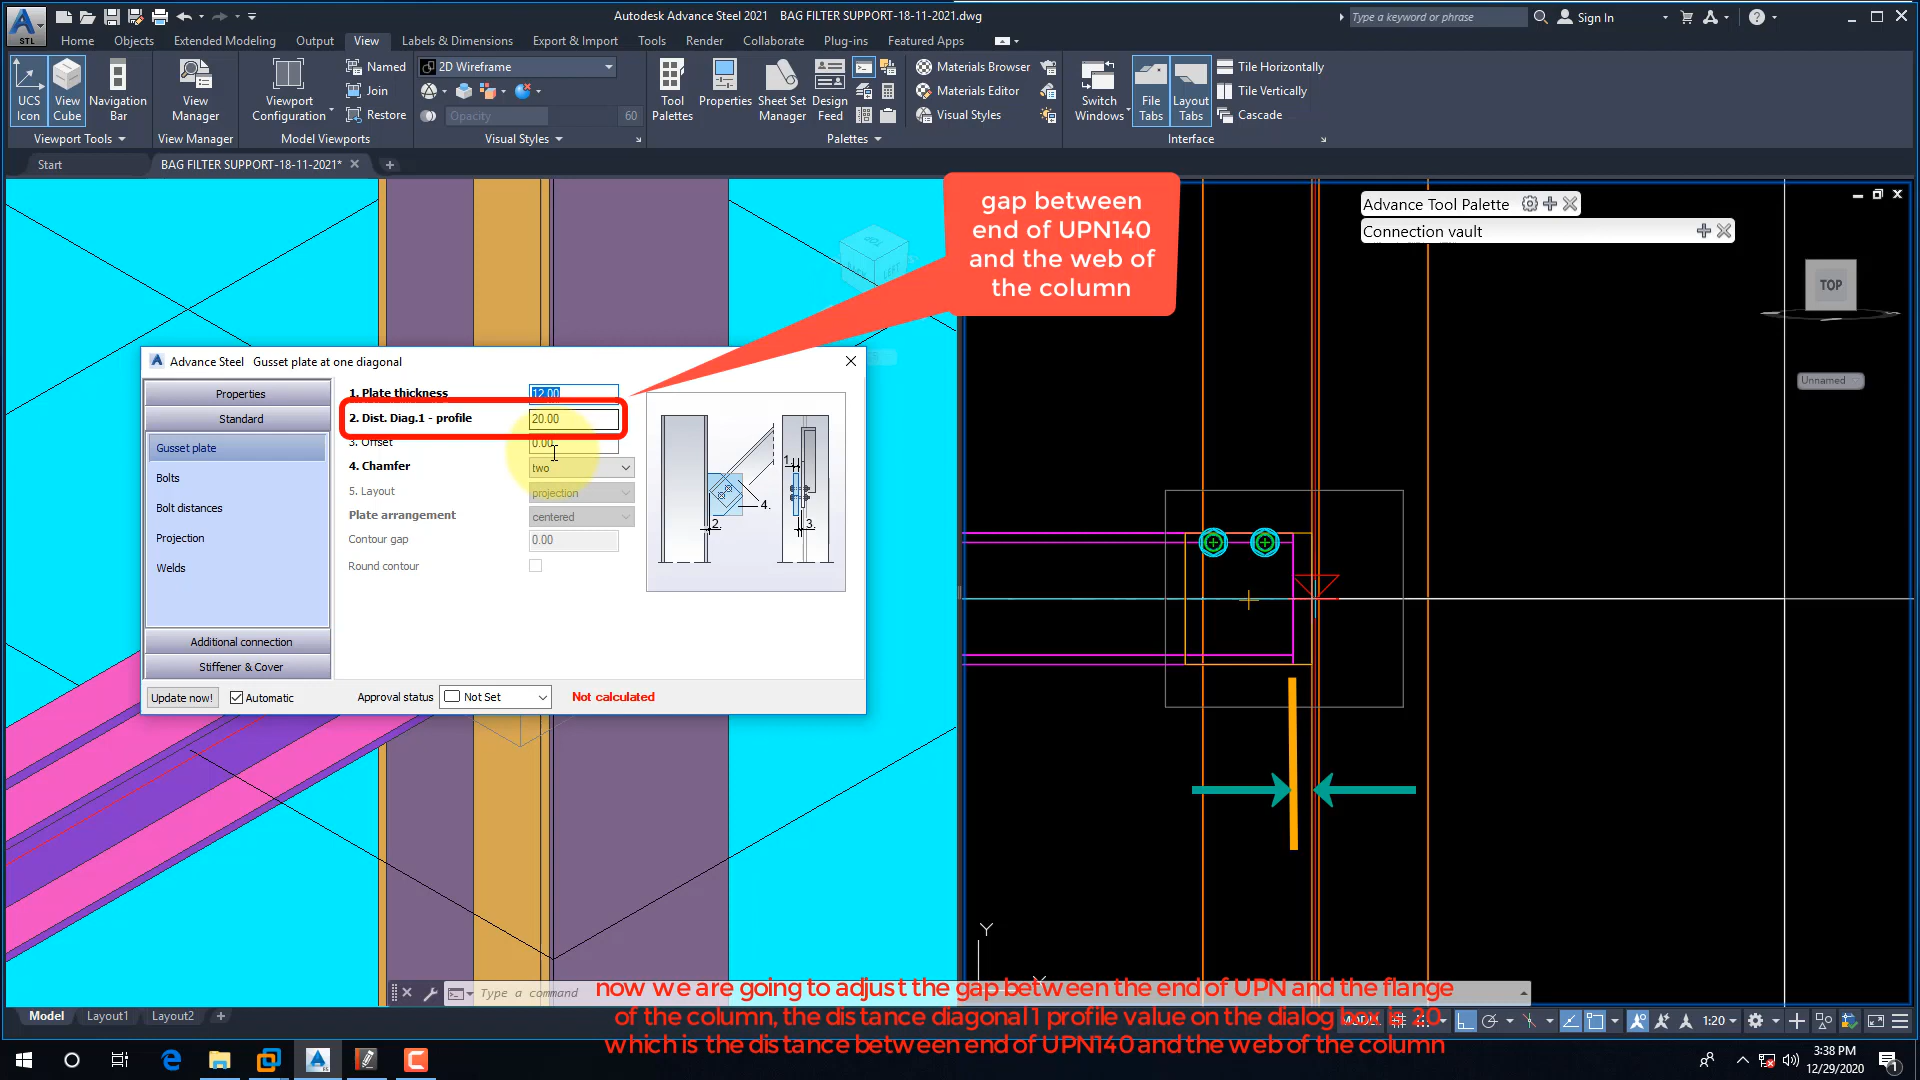 Autodesk Advance Steel 2021 BAG FILTER SUPPORT-18-11-2021.dwg
Type a keyword or phrase
Sign In
STL
Home Objects Extended Modeling Output View Labels & Dimensions Export & Import Tools Render Collaborate Plug-ins Featured Apps
UCS Icon
View Cube
Navigation Bar
Viewport Tools
View Manager
View Manager
Viewport Configuration
Named
Join
Restore
Model Viewports
2D Wireframe
Opacity 60
Visual Styles
Tool Palettes
Properties
Sheet Set Manager
Design Feed
Materials Browser
Materials Editor
Visual Styles
Palettes
Switch Windows
File Tabs
Layout Tabs
Tile Horizontally
Tile Vertically
Cascade
Interface
Start
BAG FILTER SUPPORT-18-11-2021*
gap between
end of UPN140
and the web of
the column
Advance Tool Palette
Connection vault
TOP
Unnamed
TOP
LEFT
Advance Steel Gusset plate at one diagonal
Properties
Standard
Gusset plate
Bolts
Bolt distances
Projection
Welds
Additional connection
Stiffener & Cover
1. Plate thickness 12.00
2. Dist. Diag.1 - profile 20.00
3. Offset 0.00
4. Chamfer two
5. Layout projection
Plate arrangement centered
Contour gap 0.00
Round contour
1.
4.
2.
3.
Update now!
Automatic
Approval status
Not Set
Not calculated
Y
X
Type a command
now we are going to adjust the gap between the end of UPN and the flange
of the column, the distance diagonal 1 profile value on the dialog box is 20
which is the distance between end of UPN140 and the web of the column
Model Layout1 Layout2
MODEL
1:20
3:38 PM
12/29/2020
1